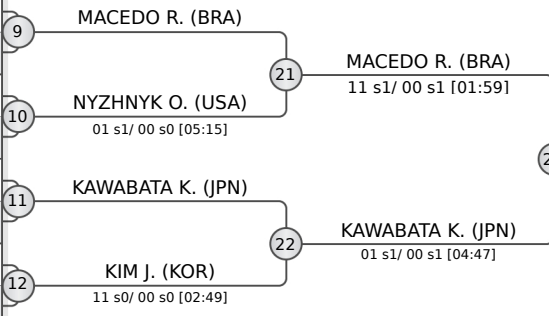 9
MACEDO R. (BRA)
21
MACEDO R. (BRA)
11 s1/ 00 s1 [01:59]
10
NYZHNYK O. (USA)
01 s1/ 00 s0 [05:15]
11
KAWABATA K. (JPN)
22
KAWABATA K. (JPN)
01 s1/ 00 s1 [04:47]
12
KIM J. (KOR)
11 s0/ 00 s0 [02:49]